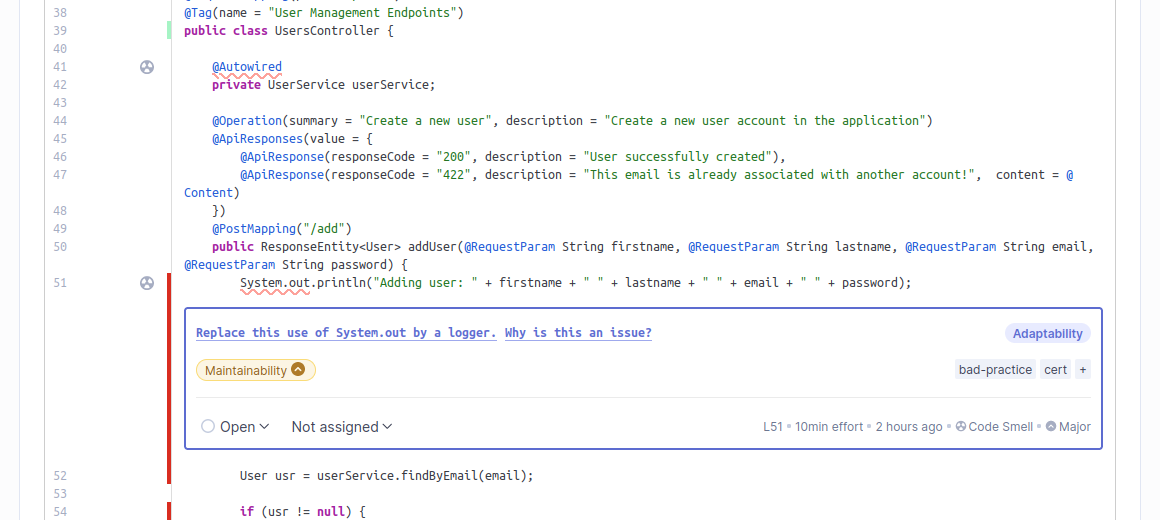 38 @Tag(name = "User Management Endpoints")
39 public class UsersController {
40
41 @Autowired
42 private UserService userService;
43
44 @Operation(summary = "Create a new user", description = "Create a new user account in the application")
45 @ApiResponses(value = {
46 @ApiResponse(responseCode = "200", description = "User successfully created"),
47 @ApiResponse(responseCode = "422", description = "This email is already associated with another account!",  content = @
Content)
48 })
49 @PostMapping("/add")
50 public ResponseEntity<User> addUser(@RequestParam String firstname, @RequestParam String lastname, @RequestParam String email,
@RequestParam String password) {
51 System.out.println("Adding user: " + firstname + " " + lastname + " " + email + " " + password);
Replace this use of System.out by a logger. Why is this an issue? Adaptability
Maintainability bad-practice cert +
Open Not assigned L51 • 10min effort • 2 hours ago • Code Smell • Major
52 User usr = userService.findByEmail(email);
53
54 if (usr != null) {